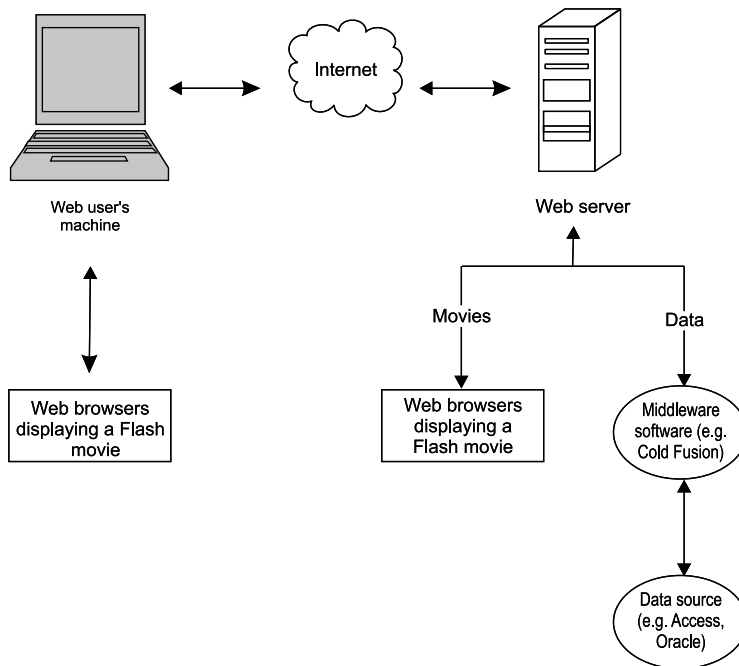 Internet
Web user's
machine
Web server
Movies
Data
Web browsers
displaying a Flash
movie
Web browsers
displaying a
Flash movie
Middleware
software (e.g.
Cold Fusion)
Data source
(e.g. Access,
Oracle)